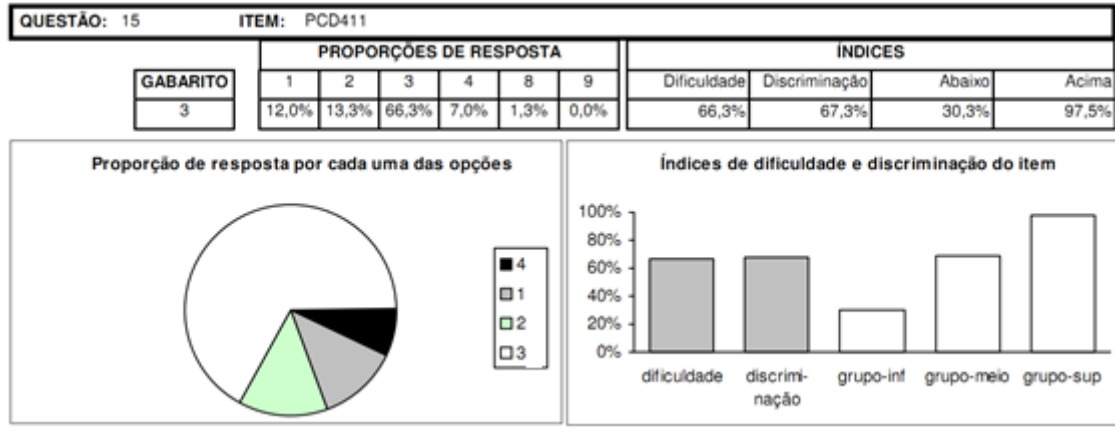 QUESTÃO: 15 ITEM: PCD411
PROPORÇÕES DE RESPOSTA ÍNDICES
GABARITO 1 2 3 4 8 9 Dificuldade Discriminação Abaixo Acima
3 12,0% 13,3% 66,3% 7,0% 1,3% 0,0% 66,3% 67,3% 30,3% 97,5%
Proporção de resposta por cada uma das opções
4
1
2
3
Índices de dificuldade e discriminação do item
100%
80%
60%
40%
20%
0%
dificuldade discrimi- grupo-inf grupo-meio grupo-sup
nação